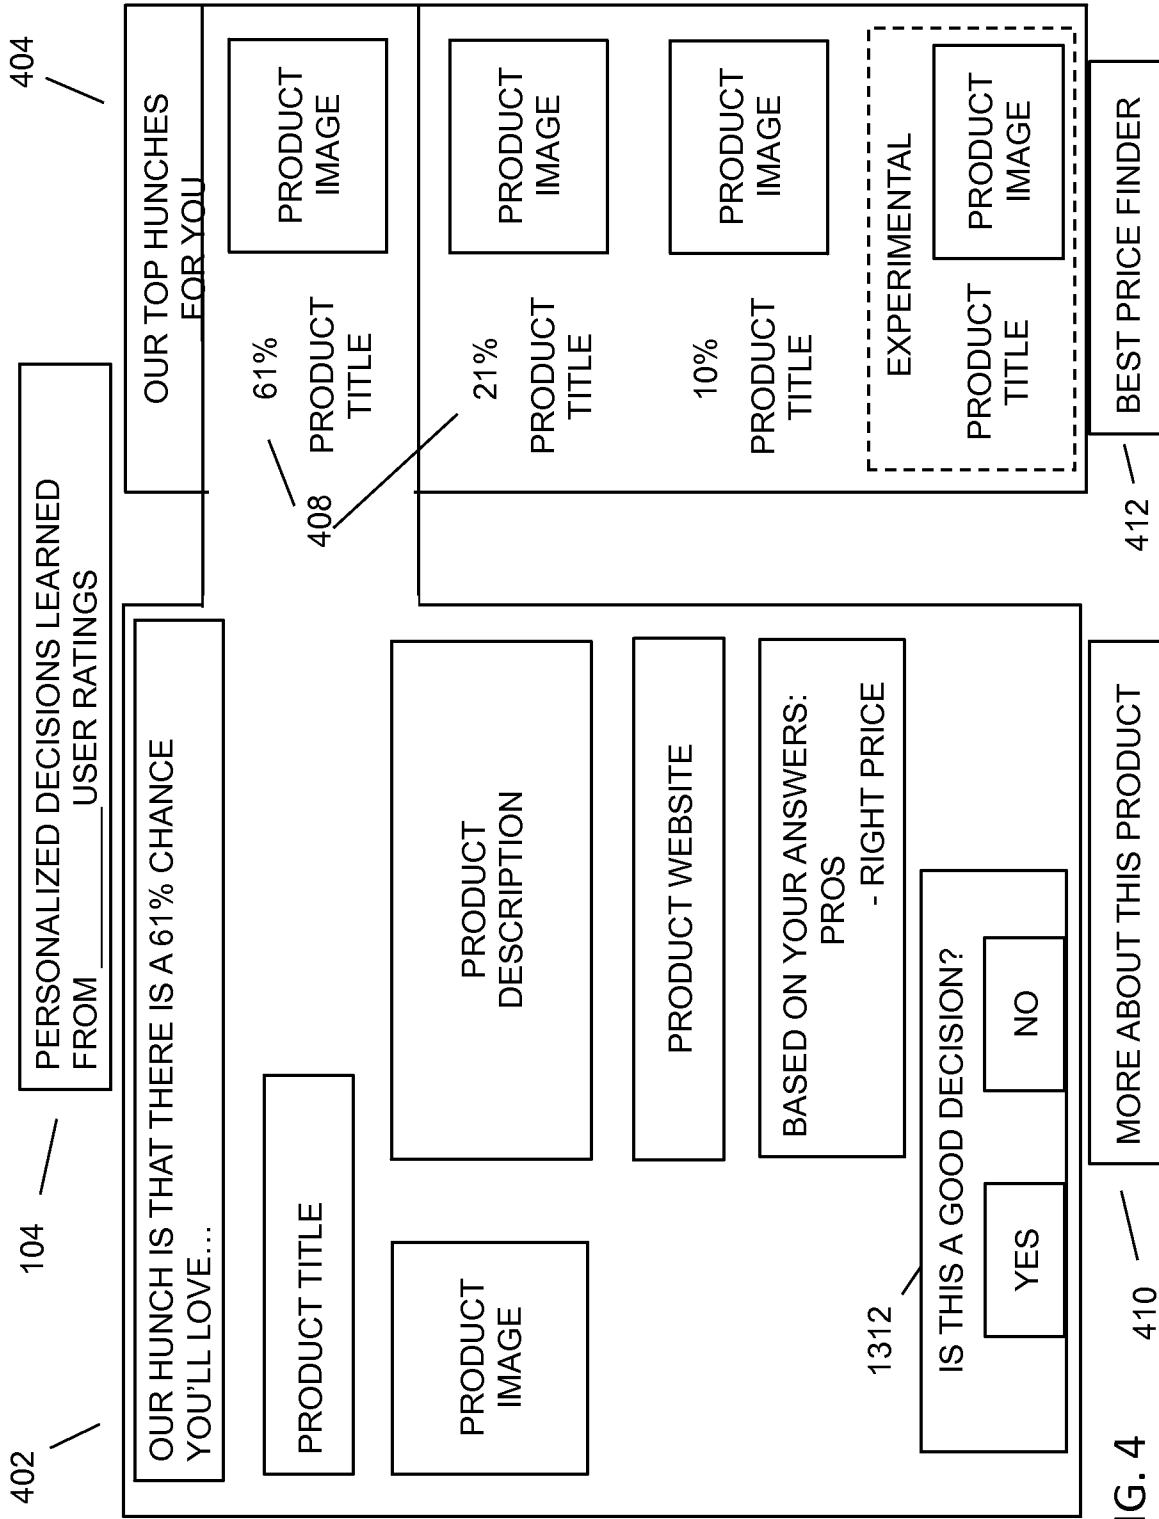 104
PERSONALIZED DECISIONS LEARNED
FROM ________ USER RATINGS
402
OUR HUNCH IS THAT THERE IS A 61% CHANCE
YOU'LL LOVE…
PRODUCT TITLE
PRODUCT
IMAGE
PRODUCT
DESCRIPTION
PRODUCT WEBSITE
BASED ON YOUR ANSWERS:
PROS
- RIGHT PRICE
1312
IS THIS A GOOD DECISION?
YES
NO
404
OUR TOP HUNCHES
FOR YOU
408
61%
PRODUCT
TITLE
PRODUCT
IMAGE
21%
PRODUCT
TITLE
PRODUCT
IMAGE
10%
PRODUCT
TITLE
PRODUCT
IMAGE
EXPERIMENTAL
PRODUCT
TITLE
PRODUCT
IMAGE
410
MORE ABOUT THIS PRODUCT
412
BEST PRICE FINDER
IG. 4